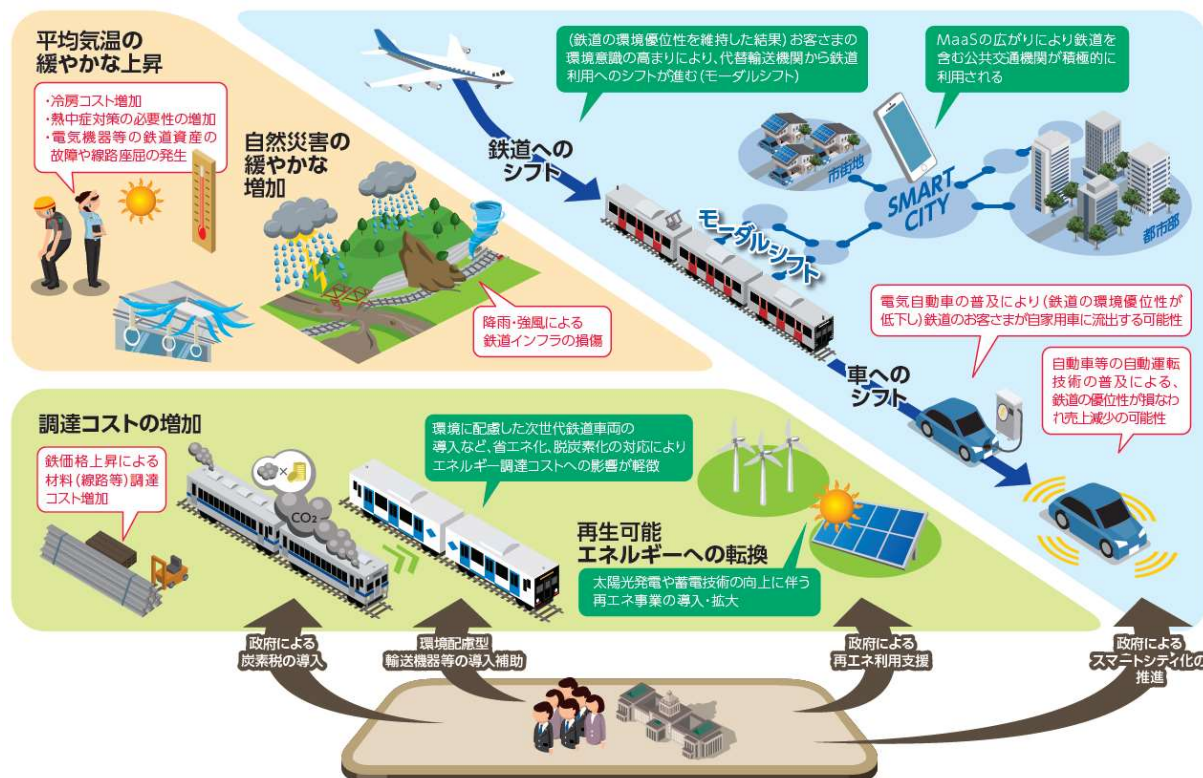 平均気温の
緩やかな上昇
・冷房コスト増加
・熱中症対策の必要性の増加
・電気機器等の鉄道資産の
故障や線路座屈の発生
自然災害の
緩やかな
増加
降雨・強風による
鉄道インフラの損傷
(鉄道の環境優位性を維持した結果)お客さまの
環境意識の高まりにより、代替輸送機関から鉄道
利用へのシフトが進む(モーダルシフト)
MaaSの広がりにより鉄道を
含む公共交通機関が積極的に
利用される
鉄道への
シフト
市街地
SMART
CITY
都市部
モーダルシフト
電気自動車の普及により(鉄道の環境優位性が
低下し)鉄道のお客さまが自家用車に流出する可能性
車への
シフト
自動車等の自動運転
技術の普及による、
鉄道の優位性が損なわ
れ売上減少の可能性
調達コストの増加
鉄価格上昇による
材料(線路等)調達
コスト増加
CO₂
環境に配慮した次世代鉄道車両の
導入など、省エネ化、脱炭素化の対応により
エネルギー調達コストへの影響が軽微
再生可能
エネルギーへの転換
太陽光発電や蓄電技術の向上に伴う
再エネ事業の導入・拡大
政府による
炭素税の導入
環境配慮型
輸送機器等の導入補助
政府による
再エネ利用支援
政府による
スマートシティ化の
推進